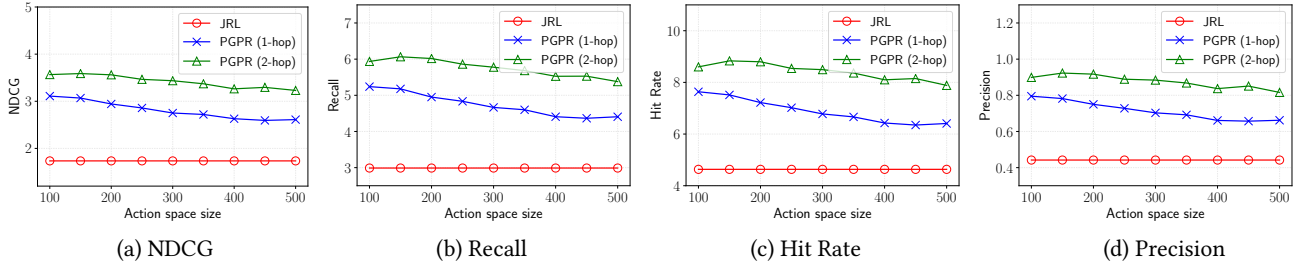 5
4
3
2
NDCG
JRL
PGPR (1-hop)
PGPR (2-hop)
100 200 300 400 500
Action space size
(a) NDCG
7
6
5
4
3
Recall
JRL
PGPR (1-hop)
PGPR (2-hop)
100 200 300 400 500
Action space size
(b) Recall
10
8
6
4
Hit Rate
JRL
PGPR (1-hop)
PGPR (2-hop)
100 200 300 400 500
Action space size
(c) Hit Rate
1.2
1.0
0.8
0.6
0.4
Precision
JRL
PGPR (1-hop)
PGPR (2-hop)
100 200 300 400 500
Action space size
(d) Precision